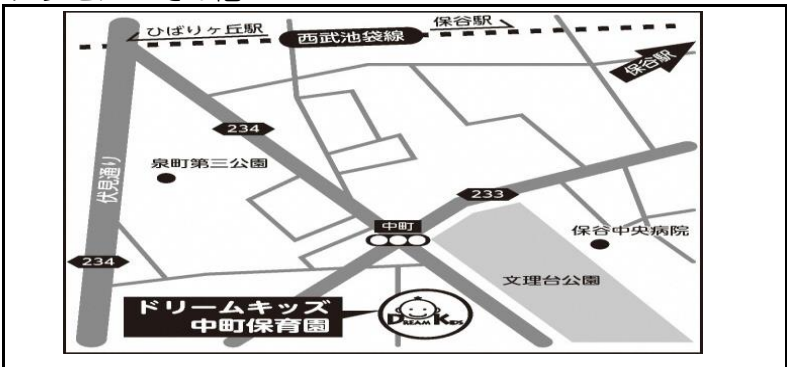 ひばりヶ丘駅
保谷駅
西武池袋線
保谷駅
234
泉町第三公園
伏見通り
233
中町
保谷中央病院
234
文理台公園
ドリームキッズ
中町保育園
DREAM KIDS